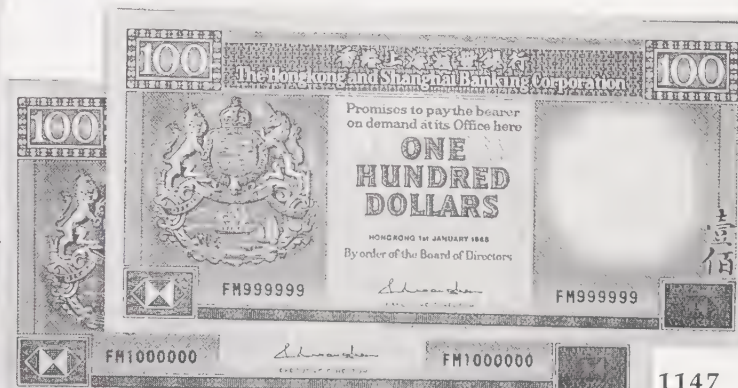 100
香港上海滙豐銀行
The Hongkong and Shanghai Banking Corporation
100
100
Promises to pay the bearer
on demand at its Office here
ONE
HUNDRED
DOLLARS
HONGKONG 1st JANUARY 1985
By order of the Board of Directors
壹佰
FM999999
FM999999
FM1000000
FM1000000
1147